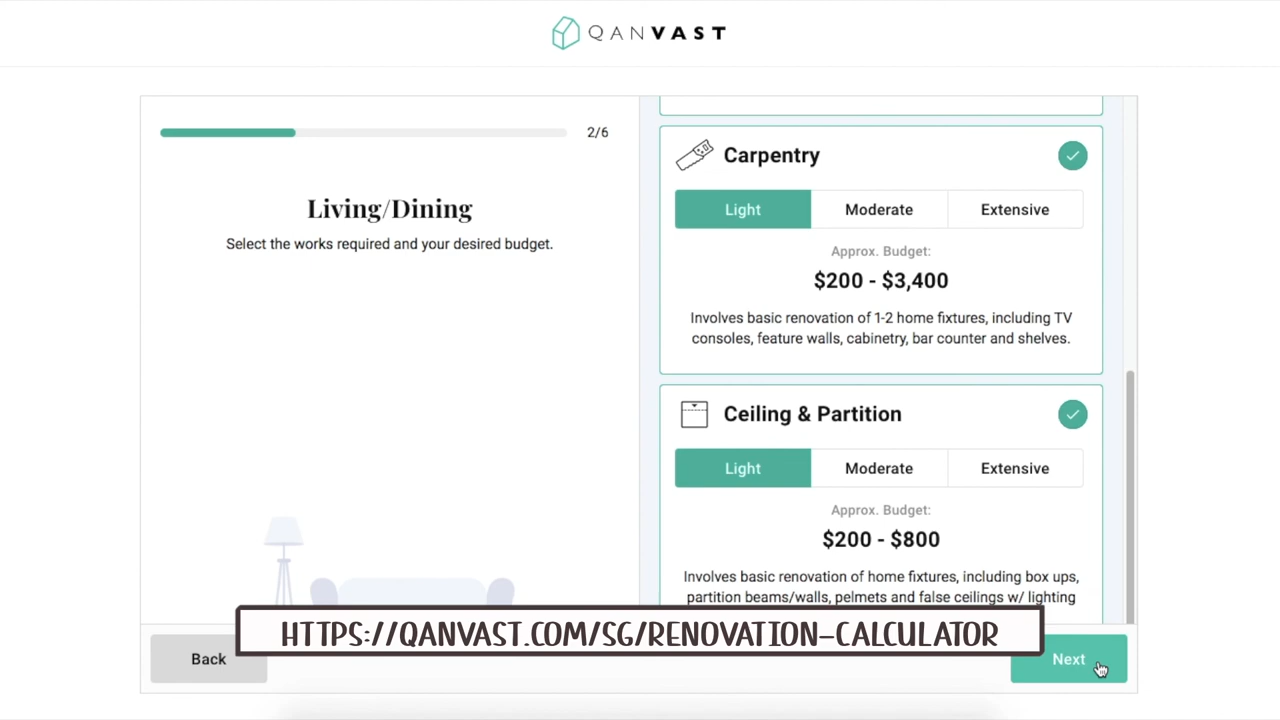 QANVAST
2/6
Living/Dining
Select the works required and your desired budget.
Carpentry
Light Moderate Extensive
Approx. Budget:
$200 - $3,400
Involves basic renovation of 1-2 home fixtures, including TV
consoles, feature walls, cabinetry, bar counter and shelves.
Ceiling & Partition
Light Moderate Extensive
Approx. Budget:
$200 - $800
Involves basic renovation of home fixtures, including box ups,
partition beams/walls, pelmets and false ceilings w/ lighting
HTTPS://QANVAST.COM/SG/RENOVATION-CALCULATOR
Back
Next